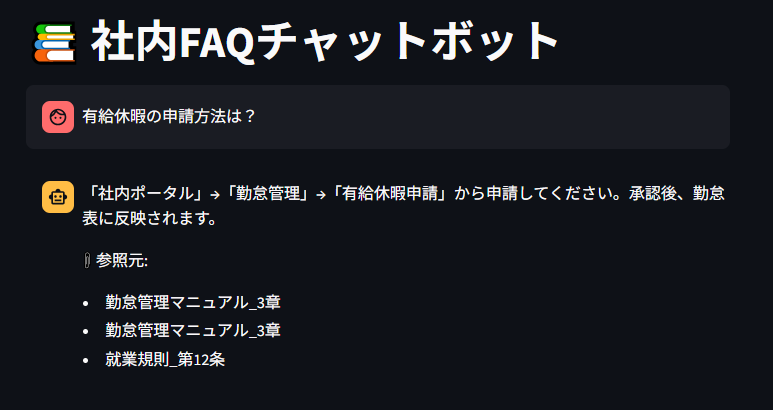 📚 社内FAQチャットボット
有給休暇の申請方法は？
「社内ポータル」→「勤怠管理」→「有給休暇申請」から申請してください。承認後、勤怠
表に反映されます。
📎 参照元:
• 勤怠管理マニュアル_3章
• 勤怠管理マニュアル_3章
• 就業規則_第12条